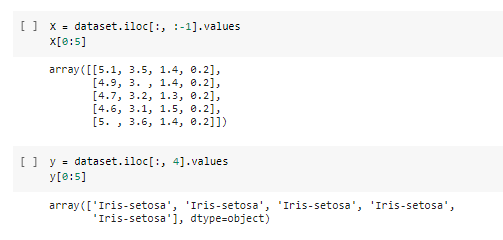 [ ] X = dataset.iloc[:, :-1].values
X[0:5]
array([[5.1, 3.5, 1.4, 0.2],
[4.9, 3. , 1.4, 0.2],
[4.7, 3.2, 1.3, 0.2],
[4.6, 3.1, 1.5, 0.2],
[5. , 3.6, 1.4, 0.2]])
[ ] y = dataset.iloc[:, 4].values
y[0:5]
array(['Iris-setosa', 'Iris-setosa', 'Iris-setosa', 'Iris-setosa',
'Iris-setosa'], dtype=object)